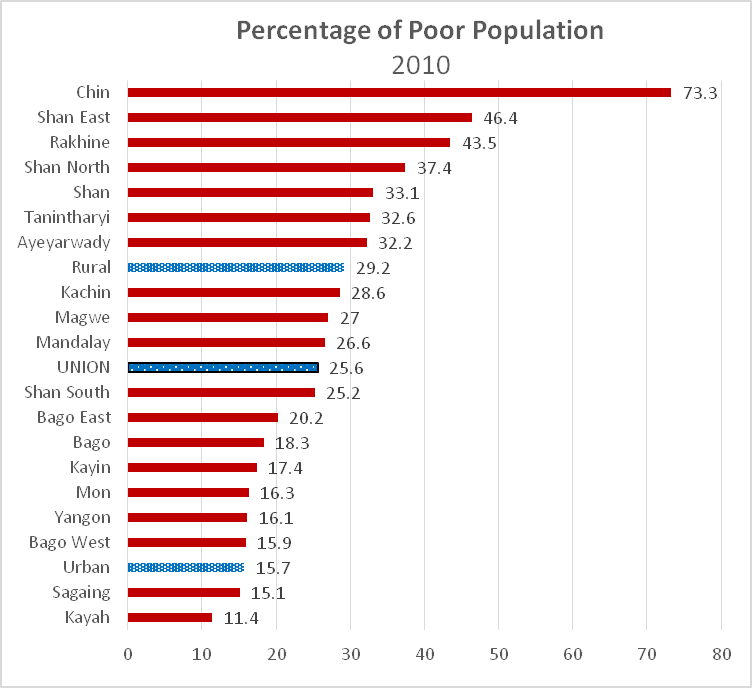 Percentage of Poor Population
2010
Chin 73.3
Shan East 46.4
Rakhine 43.5
Shan North 37.4
Shan 33.1
Tanintharyi 32.6
Ayeyarwady 32.2
Rural 29.2
Kachin 28.6
Magwe 27
Mandalay 26.6
UNION 25.6
Shan South 25.2
Bago East 20.2
Bago 18.3
Kayin 17.4
Mon 16.3
Yangon 16.1
Bago West 15.9
Urban 15.7
Sagaing 15.1
Kayah 11.4
0 10 20 30 40 50 60 70 80